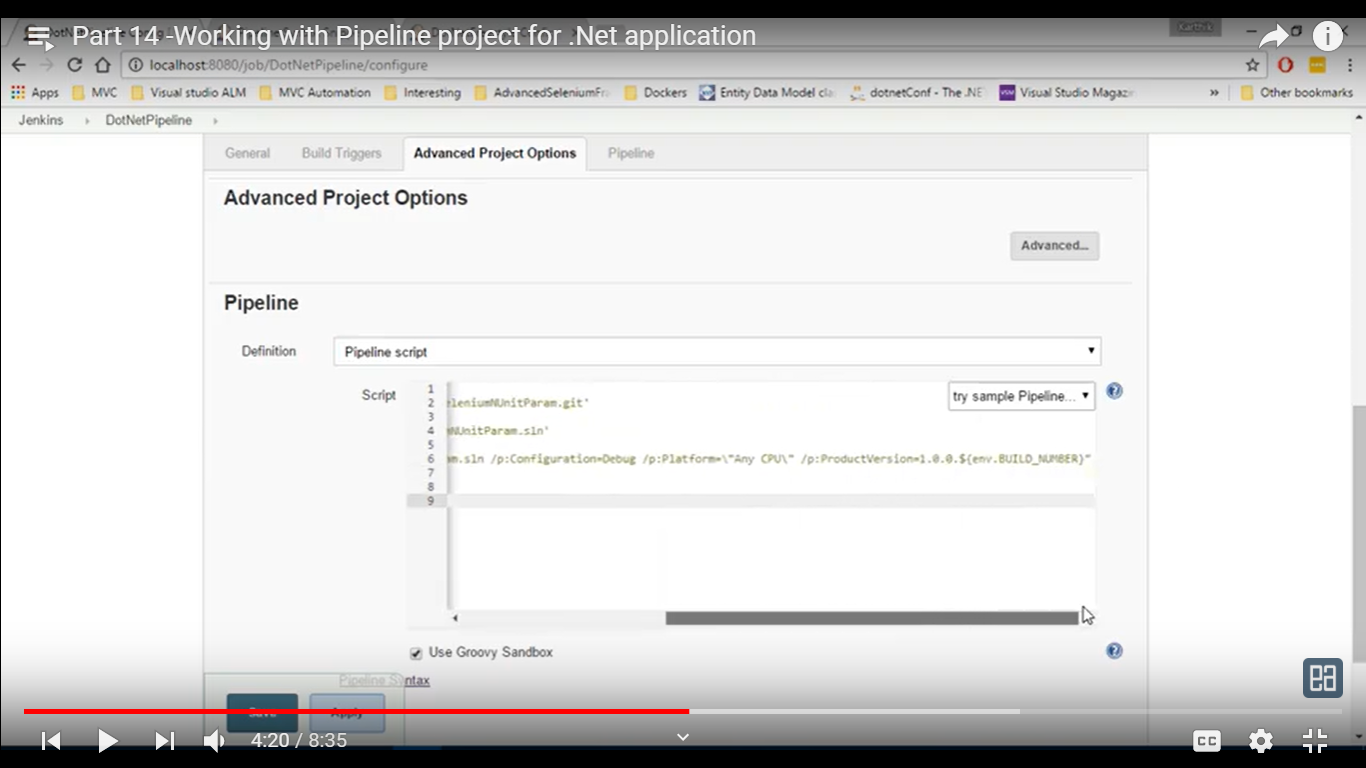 Part 14 -Working with Pipeline project for .Net application
localhost:8080/job/DotNetPipeline/configure
Apps MVC Visual studio ALM MVC Automation Interesting AdvancedSeleniumFra Dockers Entity Data Model cla dotnetConf - The .NE Visual Studio Magazi » Other bookmarks
Jenkins › DotNetPipeline ›
General Build Triggers Advanced Project Options Pipeline
Advanced Project Options
Advanced...
Pipeline
Definition Pipeline script
Script try sample Pipeline...
1
2 eleniumNUnitParam.git'
3
4 mNUnitParam.sln'
5
6 am.sln /p:Configuration=Debug /p:Platform=\"Any CPU\" /p:ProductVersion=1.0.0.${env.BUILD_NUMBER}"
7
8
9
Use Groovy Sandbox
Pipeline Syntax
Save Apply
4:20 / 8:35
CC